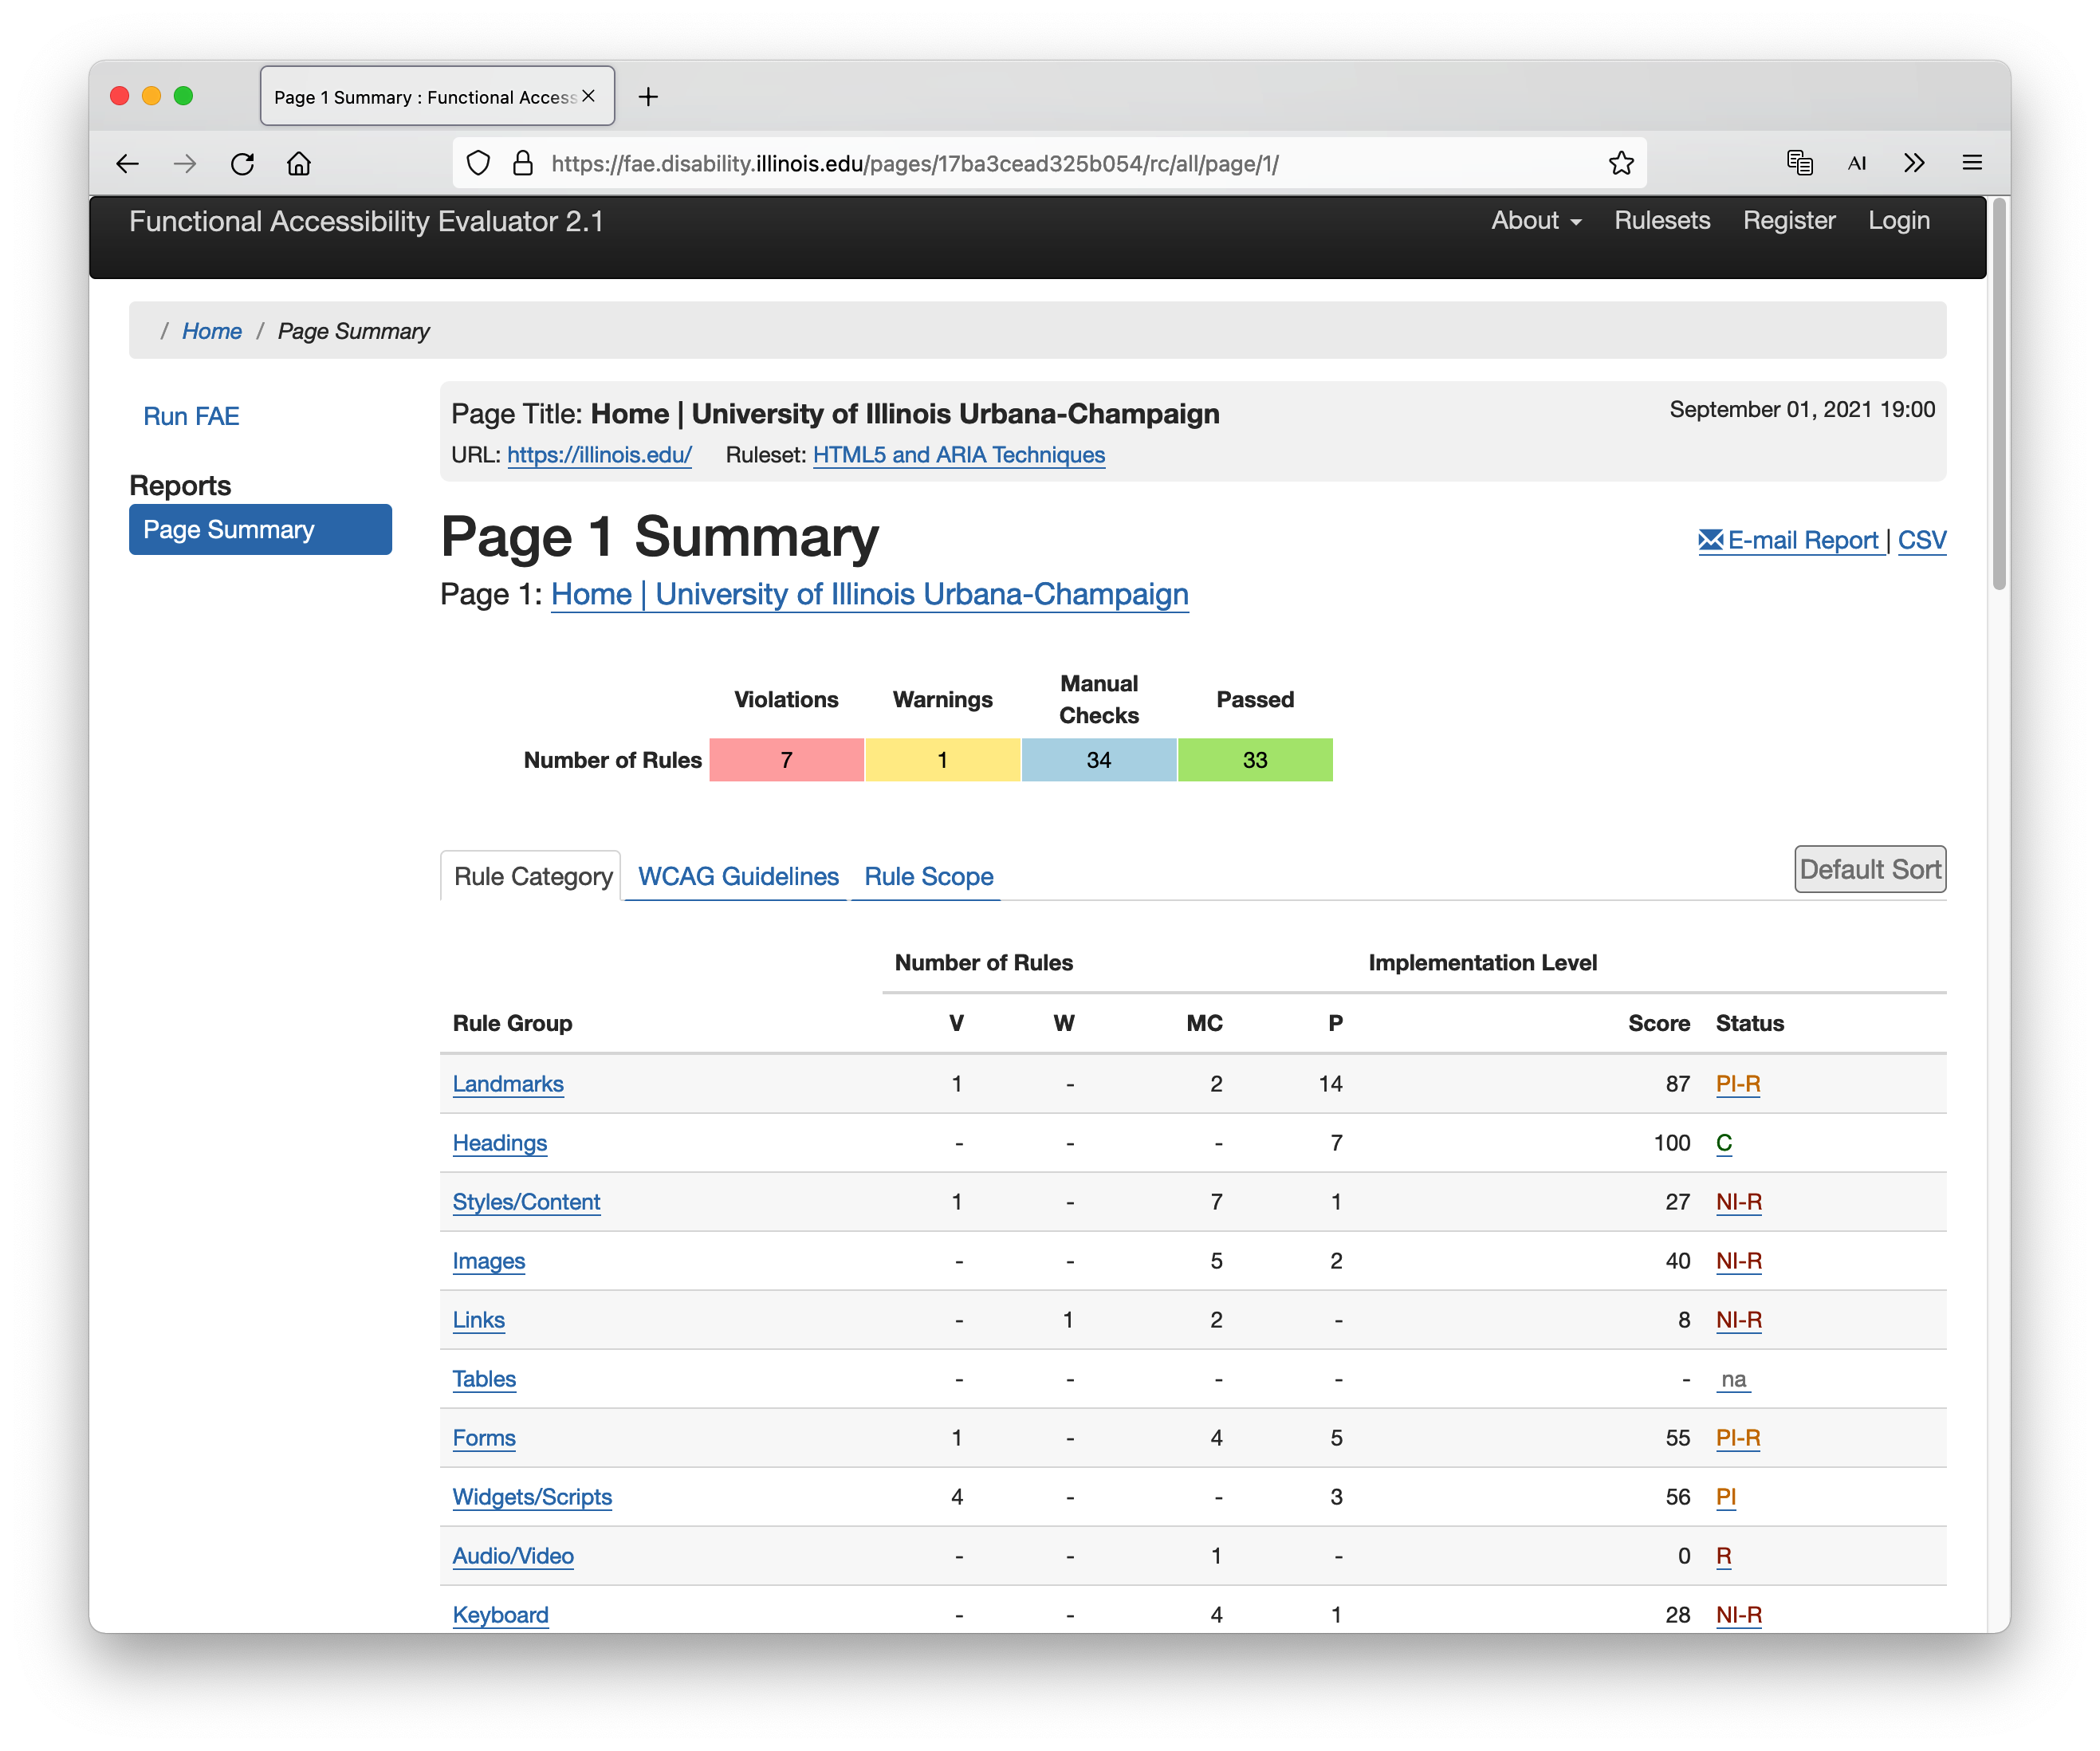 Page 1 Summary : Functional Access
https://fae.disability.illinois.edu/pages/17ba3cead325b054/rc/all/page/1/
AI
Functional Accessibility Evaluator 2.1
About Rulesets Register Login
/ Home / Page Summary
Run FAE
Reports
Page Summary
Page Title: Home | University of Illinois Urbana-Champaign
September 01, 2021 19:00
URL: https://illinois.edu/ Ruleset: HTML5 and ARIA Techniques
Page 1 Summary
E-mail Report | CSV
Page 1: Home | University of Illinois Urbana-Champaign
Violations Warnings Manual Checks Passed
Number of Rules 7 1 34 33
Rule Category WCAG Guidelines Rule Scope
Default Sort
Number of Rules Implementation Level
Rule Group V W MC P Score Status
Landmarks 1 - 2 14 87 PI-R
Headings - - - 7 100 C
Styles/Content 1 - 7 1 27 NI-R
Images - - 5 2 40 NI-R
Links - 1 2 - 8 NI-R
Tables - - - - - na
Forms 1 - 4 5 55 PI-R
Widgets/Scripts 4 - - 3 56 PI
Audio/Video - - 1 - 0 R
Keyboard - - 4 1 28 NI-R